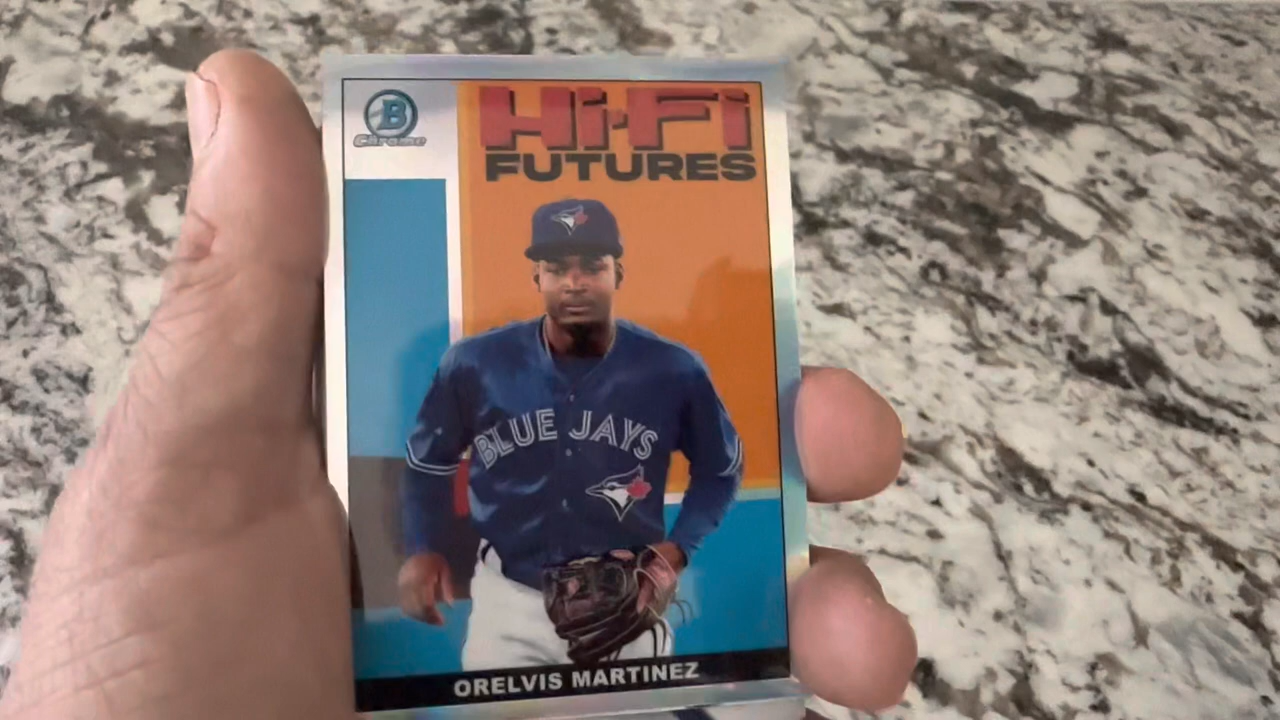 B
Chrome
Hi-Fi
FUTURES
BLUE JAYS
ORELVIS MARTINEZ